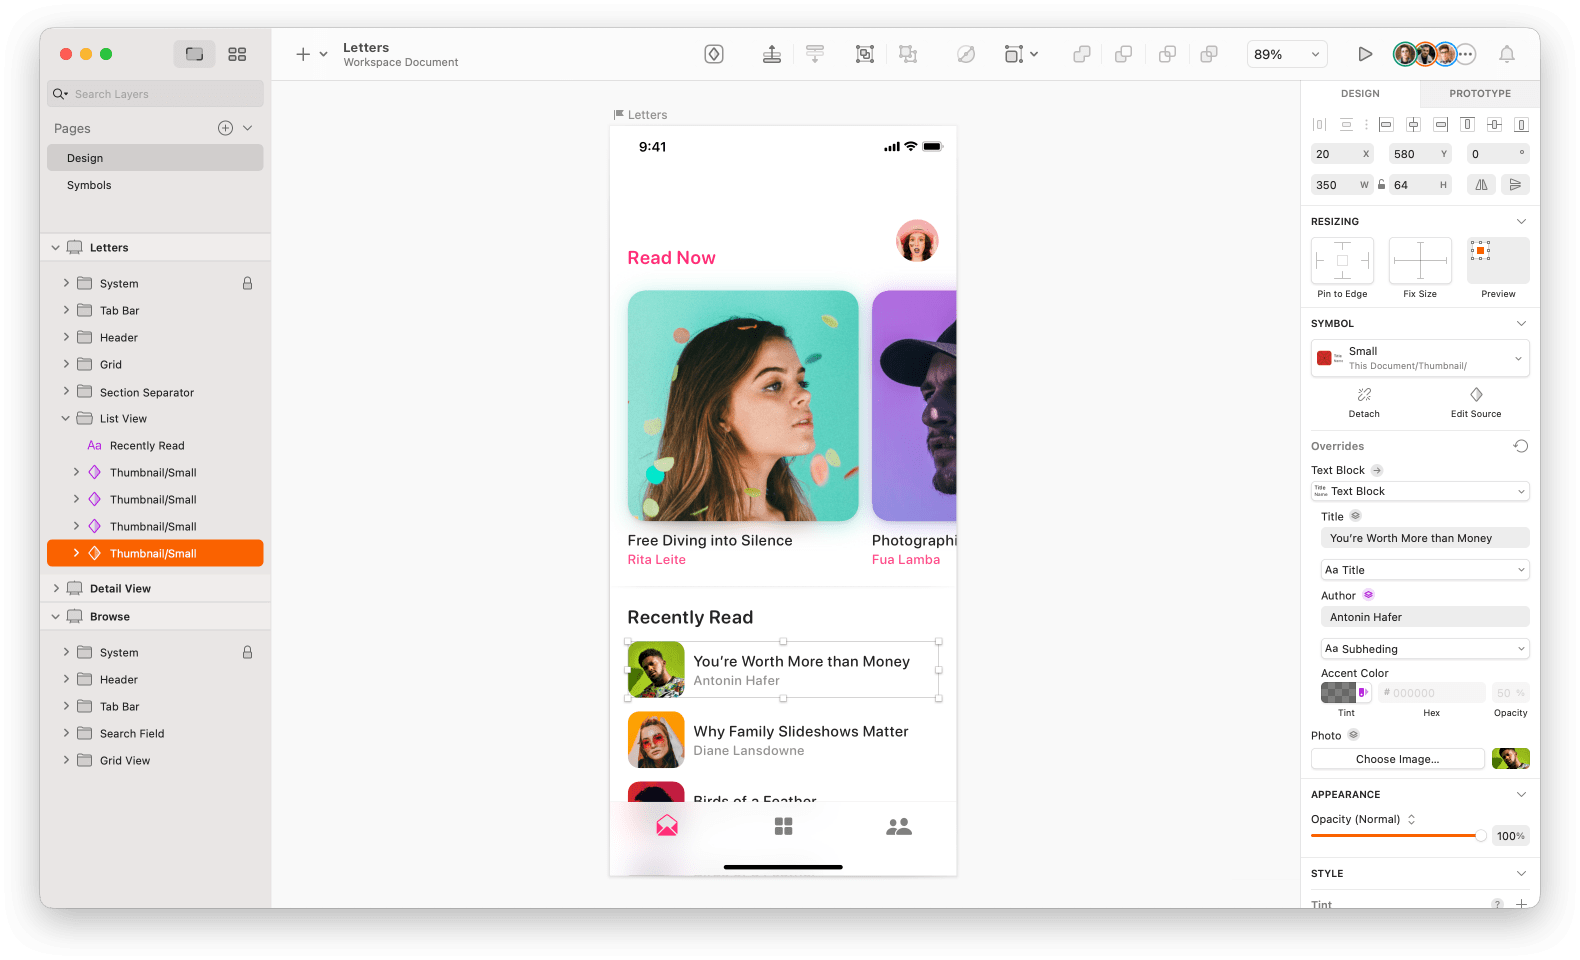 Letters
Workspace Document
89%
Search Layers
Pages
Design
Symbols
Letters
System
Tab Bar
Header
Grid
Section Separator
List View
Aa Recently Read
Thumbnail/Small
Thumbnail/Small
Thumbnail/Small
Thumbnail/Small
Detail View
Browse
System
Header
Tab Bar
Search Field
Grid View
Letters
9:41
Read Now
Free Diving into Silence
Rita Leite
Photographi
Fua Lamba
Recently Read
You're Worth More than Money
Antonin Hafer
Why Family Slideshows Matter
Diane Lansdowne
Birds of a Feather
DESIGN
PROTOTYPE
20 X
580 Y
0 °
350 W
64 H
RESIZING
Pin to Edge
Fix Size
Preview
SYMBOL
Title
Name
Small
This Document/Thumbnail/
Detach
Edit Source
Overrides
Text Block
Title
Name
Text Block
Title
You're Worth More than Money
Aa Title
Author
Antonin Hafer
Aa Subheding
Accent Color
# 000000
50 %
Tint
Hex
Opacity
Photo
Choose Image...
APPEARANCE
Opacity (Normal)
100%
STYLE
Tint
?